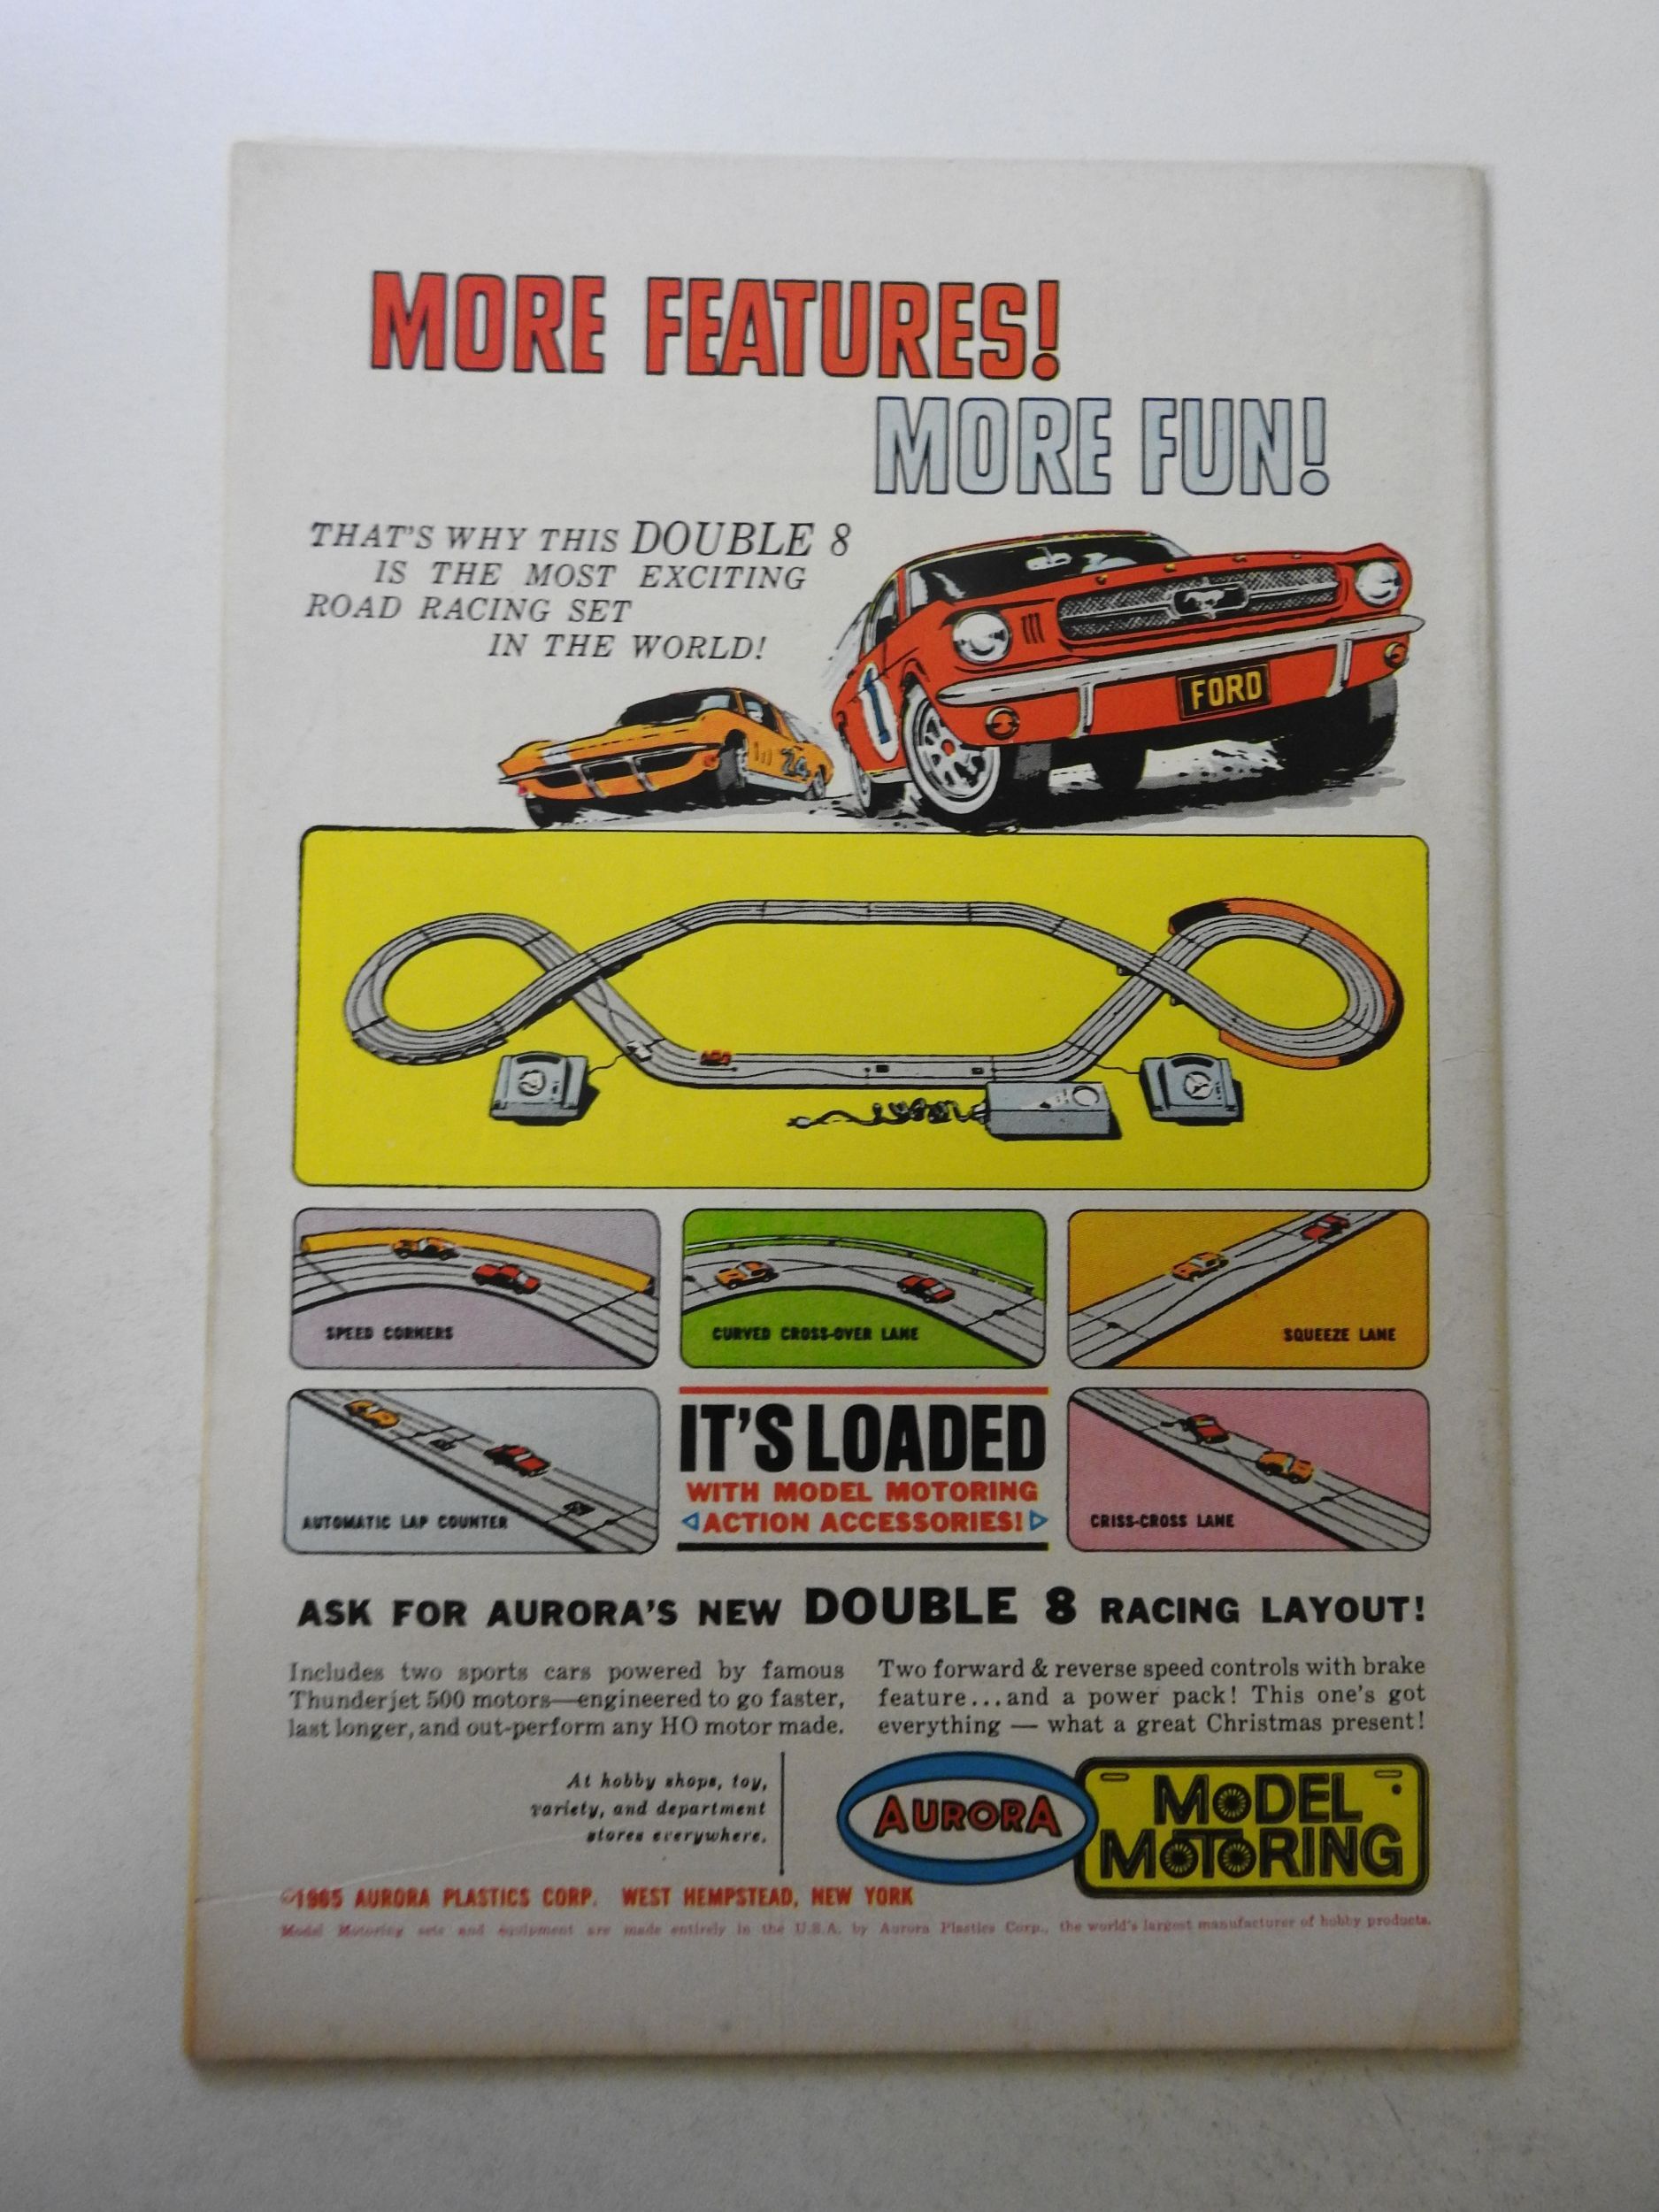 MORE FEATURES!
MORE FUN!
THAT'S WHY THIS DOUBLE 8
IS THE MOST EXCITING
ROAD RACING SET
IN THE WORLD!
FORD
1
24
SPEED CORNERS
CURVED CROSS-OVER LANE
SQUEEZE LANE
AUTOMATIC LAP COUNTER
IT'S LOADED
WITH MODEL MOTORING
ACTION ACCESSORIES!
CRISS-CROSS LANE
ASK FOR AURORA'S NEW DOUBLE 8 RACING LAYOUT!
Includes two sports cars powered by famous
Thunderjet 500 motors—engineered to go faster,
last longer, and out-perform any HO motor made.
Two forward & reverse speed controls with brake
feature...and a power pack! This one's got
everything — what a great Christmas present!
At hobby shops, toy,
variety, and department
stores everywhere.
AURORA
MODEL
MOTORING
©1965 AURORA PLASTICS CORP. WEST HEMPSTEAD, NEW YORK
Model Motoring sets and equipment are made entirely in the U.S.A. by Aurora Plastics Corp., the world's largest manufacturer of hobby products.